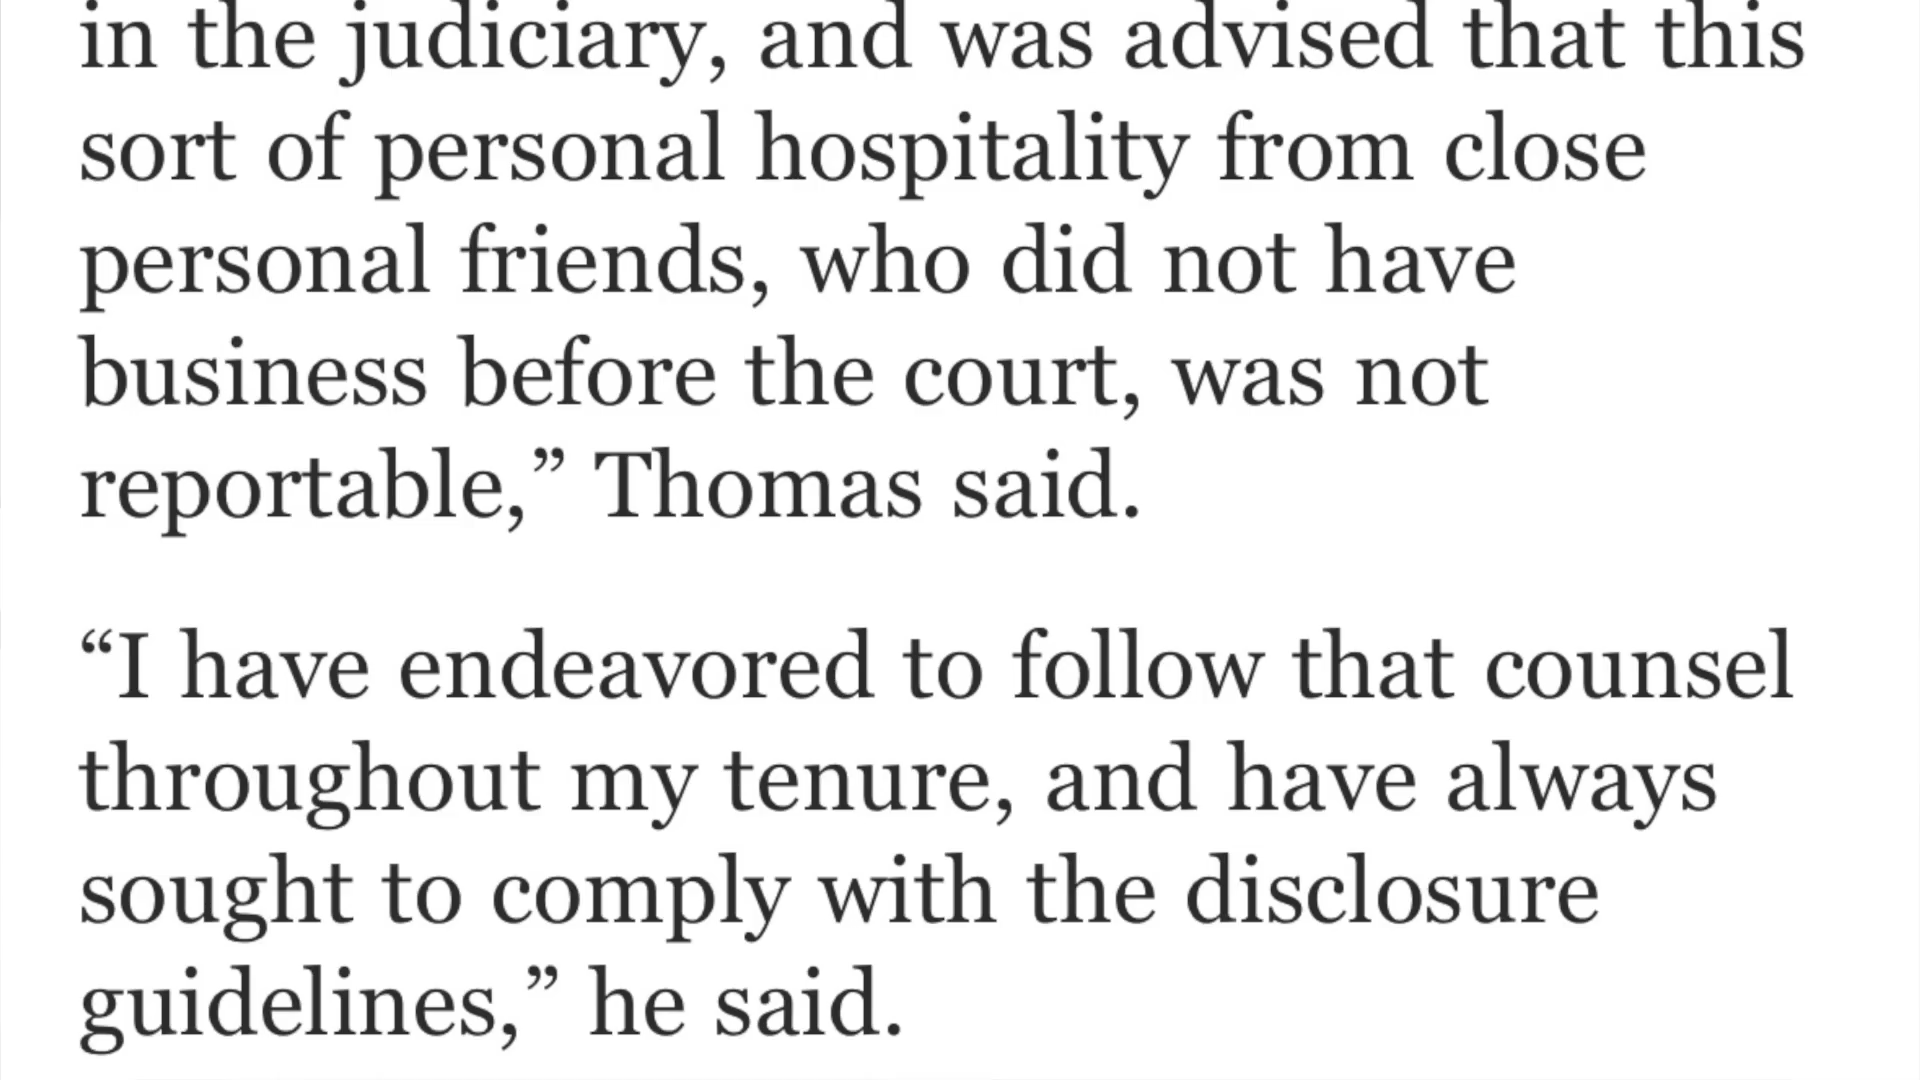 in the judiciary, and was advised that this
sort of personal hospitality from close
personal friends, who did not have
business before the court, was not
reportable,” Thomas said.
“I have endeavored to follow that counsel
throughout my tenure, and have always
sought to comply with the disclosure
guidelines,” he said.